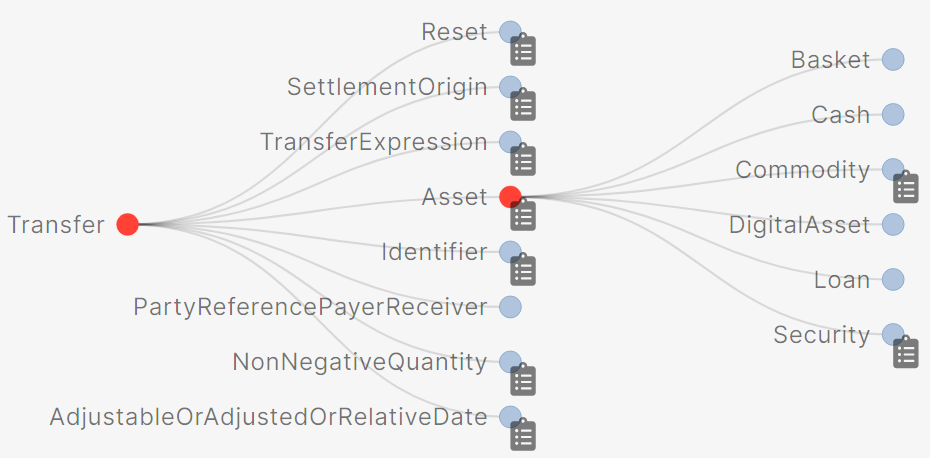 Transfer
Reset
SettlementOrigin
TransferExpression
Asset
Identifier
PartyReferencePayerReceiver
NonNegativeQuantity
AdjustableOrAdjustedOrRelativeDate
Basket
Cash
Commodity
DigitalAsset
Loan
Security